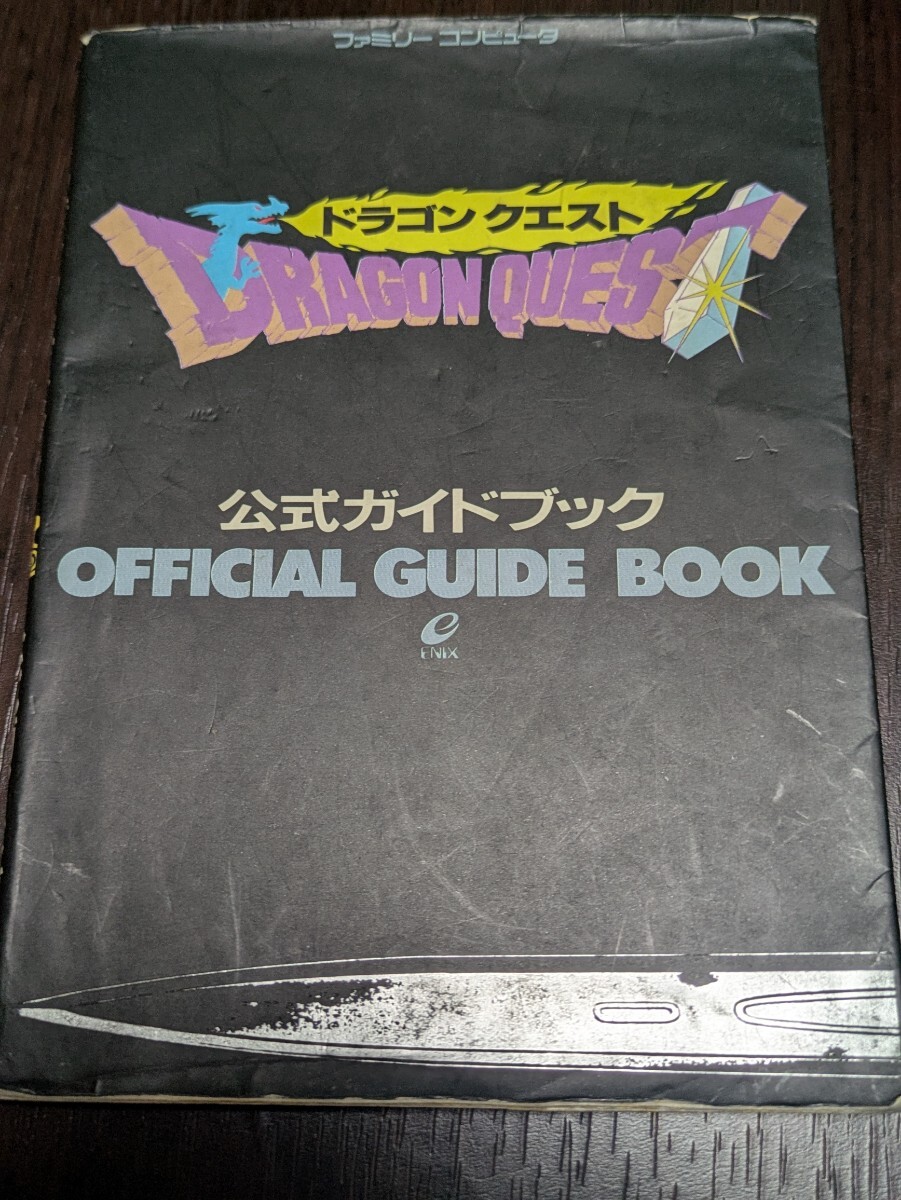 ファミリー コンピュータ
ドラゴン クエスト
DRAGON QUEST
公式ガイドブック
OFFICIAL GUIDE BOOK
e
ENIX